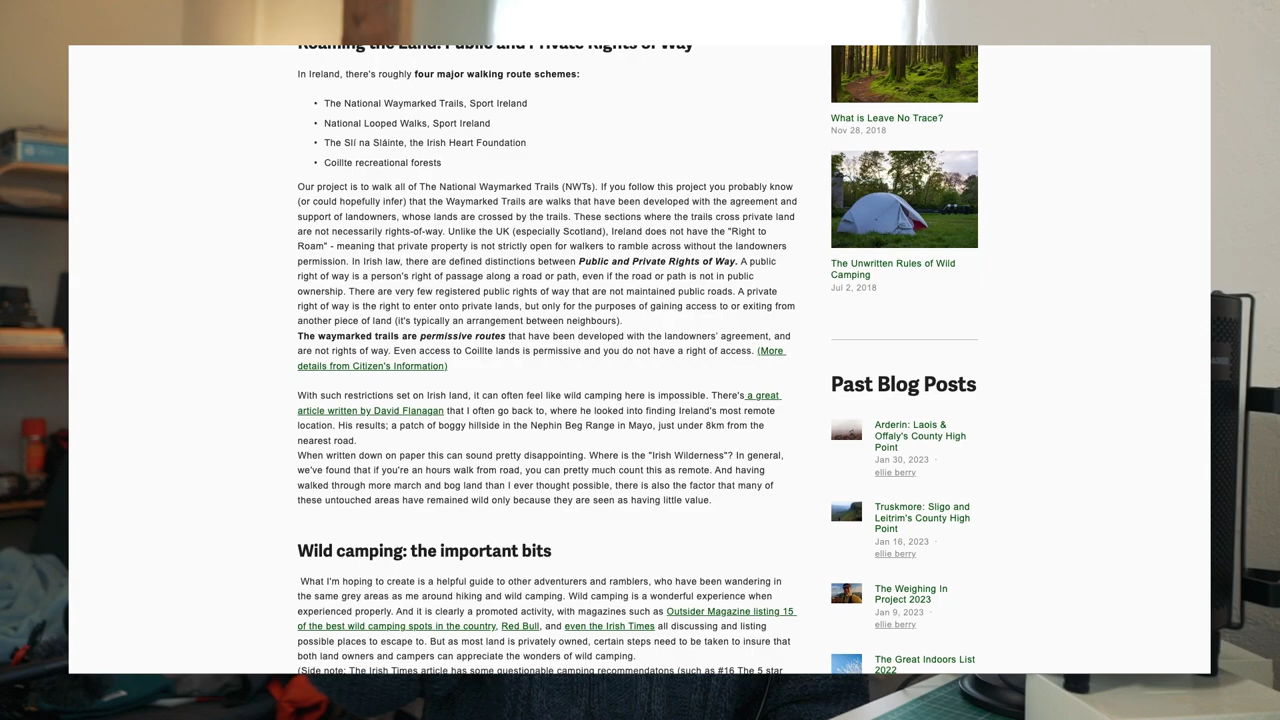 Roaming the Land: Public and Private Rights of Way
In Ireland, there's roughly four major walking route schemes:
• The National Waymarked Trails, Sport Ireland
• National Looped Walks, Sport Ireland
• The Slí na Sláinte, the Irish Heart Foundation
• Coillte recreational forests
Our project is to walk all of The National Waymarked Trails (NWTs). If you follow this project you probably know
(or could hopefully infer) that the Waymarked Trails are walks that have been developed with the agreement and
support of landowners, whose lands are crossed by the trails. These sections where the trails cross private land
are not necessarily rights-of-way. Unlike the UK (especially Scotland), Ireland does not have the "Right to
Roam" - meaning that private property is not strictly open for walkers to ramble across without the landowners
permission. In Irish law, there are defined distinctions between Public and Private Rights of Way. A public
right of way is a person's right of passage along a road or path, even if the road or path is not in public
ownership. There are very few registered public rights of way that are not maintained public roads. A private
right of way is the right to enter onto private lands, but only for the purposes of gaining access to or exiting from
another piece of land (it's typically an arrangement between neighbours).
The waymarked trails are permissive routes that have been developed with the landowners' agreement, and
are not rights of way. Even access to Coillte lands is permissive and you do not have a right of access. (More
details from Citizen's Information)
With such restrictions set on Irish land, it can often feel like wild camping here is impossible. There's a great
article written by David Flanagan that I often go back to, where he looked into finding Ireland's most remote
location. His results; a patch of boggy hillside in the Nephin Beg Range in Mayo, just under 8km from the
nearest road.
When written down on paper this can sound pretty disappointing. Where is the "Irish Wilderness"? In general,
we've found that if you're an hours walk from road, you can pretty much count this as remote. And having
walked through more march and bog land than I ever thought possible, there is also the factor that many of
these untouched areas have remained wild only because they are seen as having little value.
Wild camping: the important bits
What I'm hoping to create is a helpful guide to other adventurers and ramblers, who have been wandering in
the same grey areas as me around hiking and wild camping. Wild camping is a wonderful experience when
experienced properly. And it is clearly a promoted activity, with magazines such as Outsider Magazine listing 15
of the best wild camping spots in the country, Red Bull, and even the Irish Times all discussing and listing
possible places to escape to. But as most land is privately owned, certain steps need to be taken to insure that
both land owners and campers can appreciate the wonders of wild camping.
(Side note: The Irish Times article has some questionable camping recommendatons (such as #16 The 5 star
What is Leave No Trace?
Nov 28, 2018
The Unwritten Rules of Wild
Camping
Jul 2, 2018
Past Blog Posts
Arderin: Laois &
Offaly's County High
Point
Jan 30, 2023 ·
ellie berry
Truskmore: Sligo and
Leitrim's County High
Point
Jan 16, 2023 ·
ellie berry
The Weighing In
Project 2023
Jan 9, 2023 ·
ellie berry
The Great Indoors List
2022